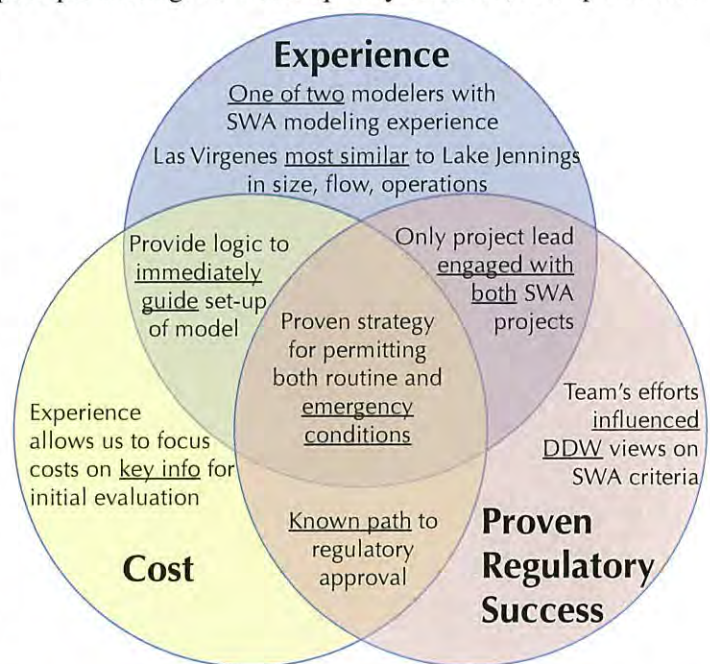 Experience
One of two modelers with
SWA modeling experience
Las Virgenes most similar to Lake Jennings
in size, flow, operations
Provide logic to
immediately
guide set-up
of model
Only project lead
engaged with
both SWA
projects
Proven strategy
for permitting
both routine and
emergency
conditions
Experience
allows us to focus
costs on key info for
initial evaluation
Team's efforts
influenced
DDW views on
SWA criteria
Known path to
regulatory
approval
Cost
Proven
Regulatory
Success